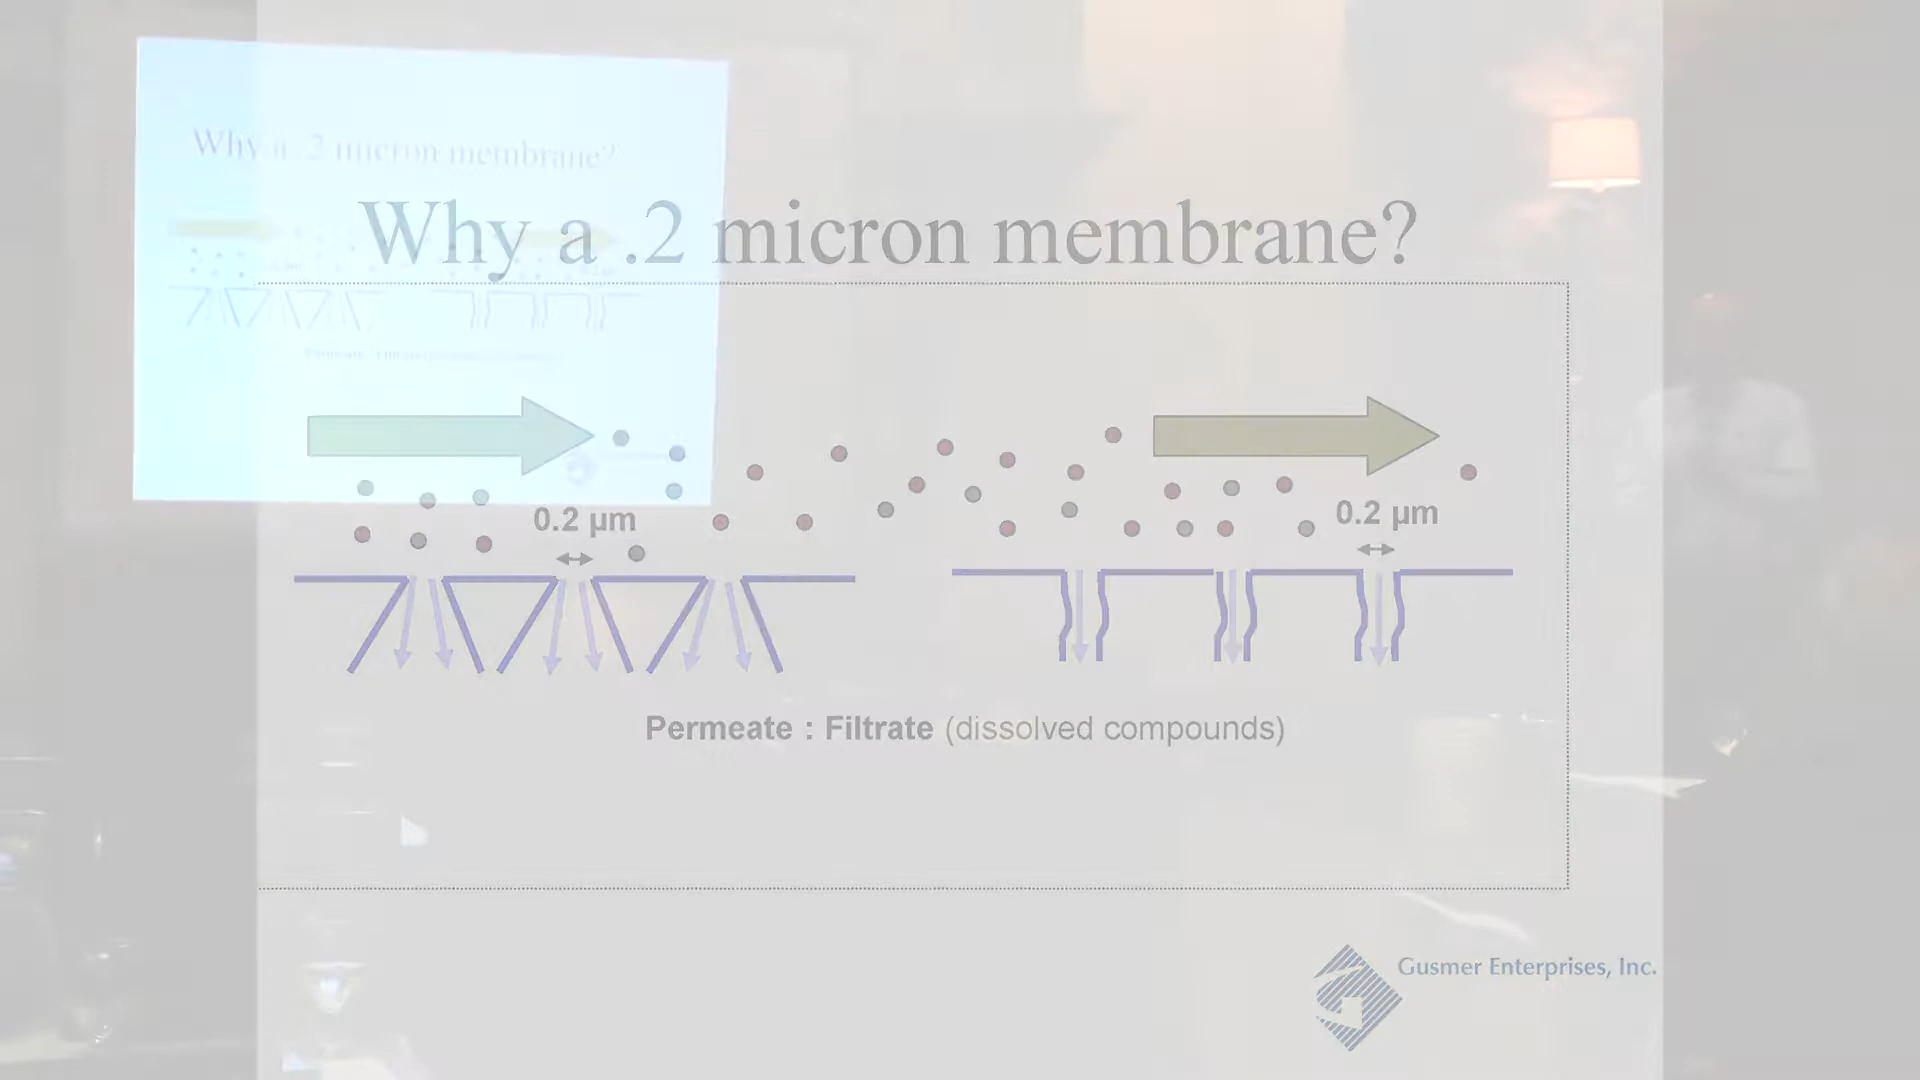 Why a .2 micron membrane?
Why a .2 micron membrane?
0.2 µm
0.2 µm
Permeate : Filtrate (dissolved compounds)
Gusmer Enterprises, Inc.